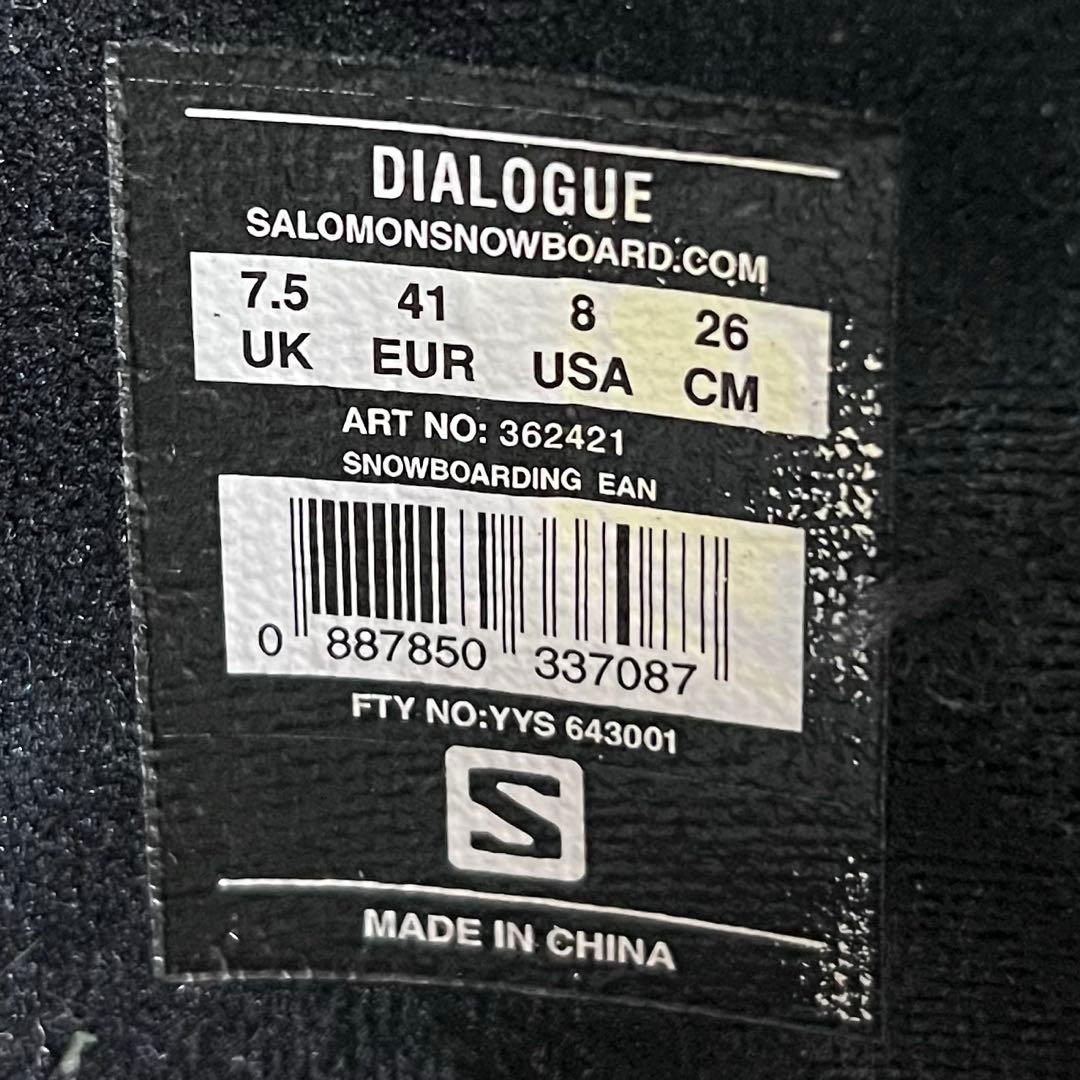 DIALOGUE
SALOMONSNOWBOARD.COM
7.5 41 8 26
UK EUR USA CM
ART NO: 362421
SNOWBOARDING EAN
0 887850 337087
FTY NO:YYS 643001
S
MADE IN CHINA